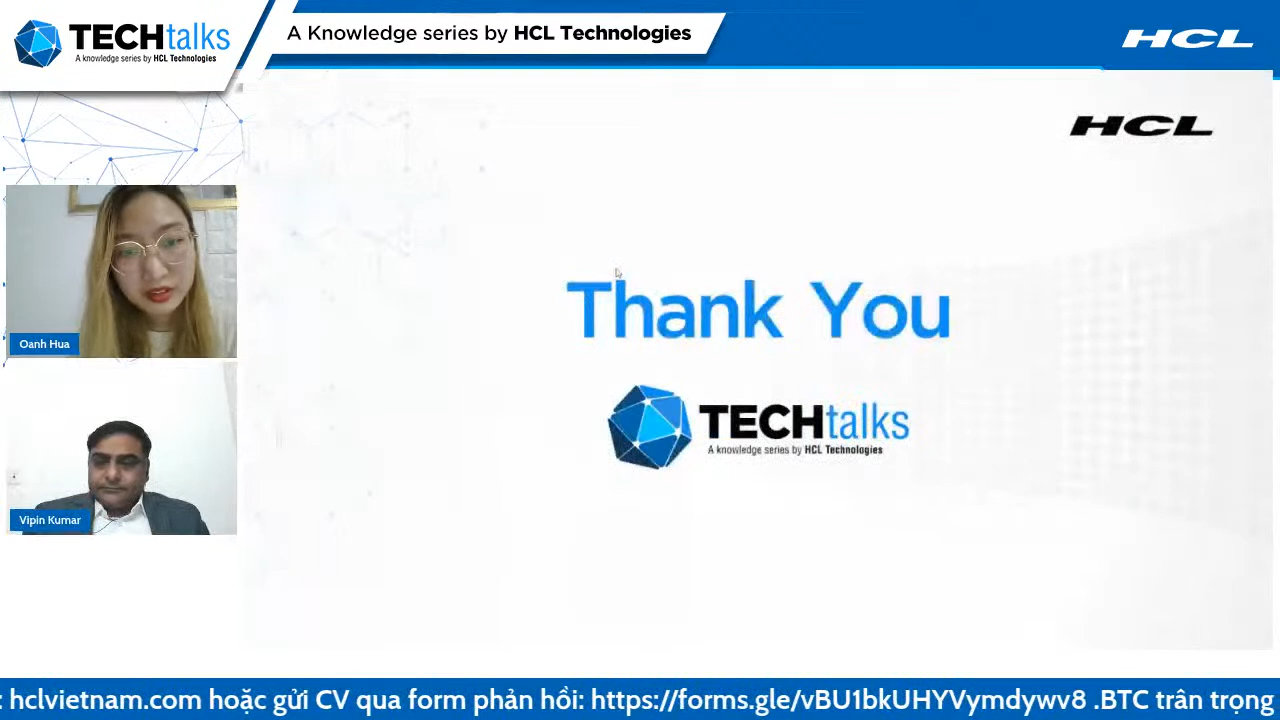 TECHtalks
A knowledge series by HCL Technologies
A Knowledge series by HCL Technologies
HCL
HCL
Oanh Hua
Vipin Kumar
Thank You
TECHtalks
A knowledge series by HCL Technologies
: hclvietnam.com hoặc gửi CV qua form phản hồi: https://forms.gle/vBU1bkUHYVymdywv8 .BTC trân trọng